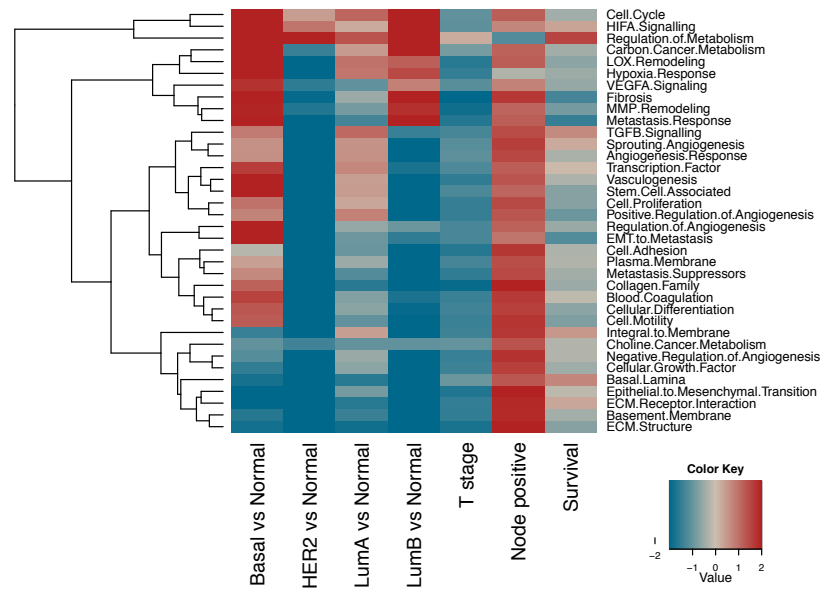 Cell.Cycle
HIFA.Signalling
Regulation.of.Metabolism
Carbon.Cancer.Metabolism
LOX.Remodeling
Hypoxia.Response
VEGFA.Signaling
Fibrosis
MMP.Remodeling
Metastasis.Response
TGFB.Signalling
Sprouting.Angiogenesis
Angiogenesis.Response
Transcription.Factor
Vasculogenesis
Stem.Cell.Associated
Cell.Proliferation
Positive.Regulation.of.Angiogenesis
Regulation.of.Angiogenesis
EMT.to.Metastasis
Cell.Adhesion
Plasma.Membrane
Metastasis.Suppressors
Collagen.Family
Blood.Coagulation
Cellular.Differentiation
Cell.Motility
Integral.to.Membrane
Choline.Cancer.Metabolism
Negative.Regulation.of.Angiogenesis
Cellular.Growth.Factor
Basal.Lamina
Epithelial.to.Mesenchymal.Transition
ECM.Receptor.Interaction
Basement.Membrane
ECM.Structure
Basal vs Normal
HER2 vs Normal
LumA vs Normal
LumB vs Normal
T stage
Node positive
Survival
Color Key
−2
−1 0 1 2
Value